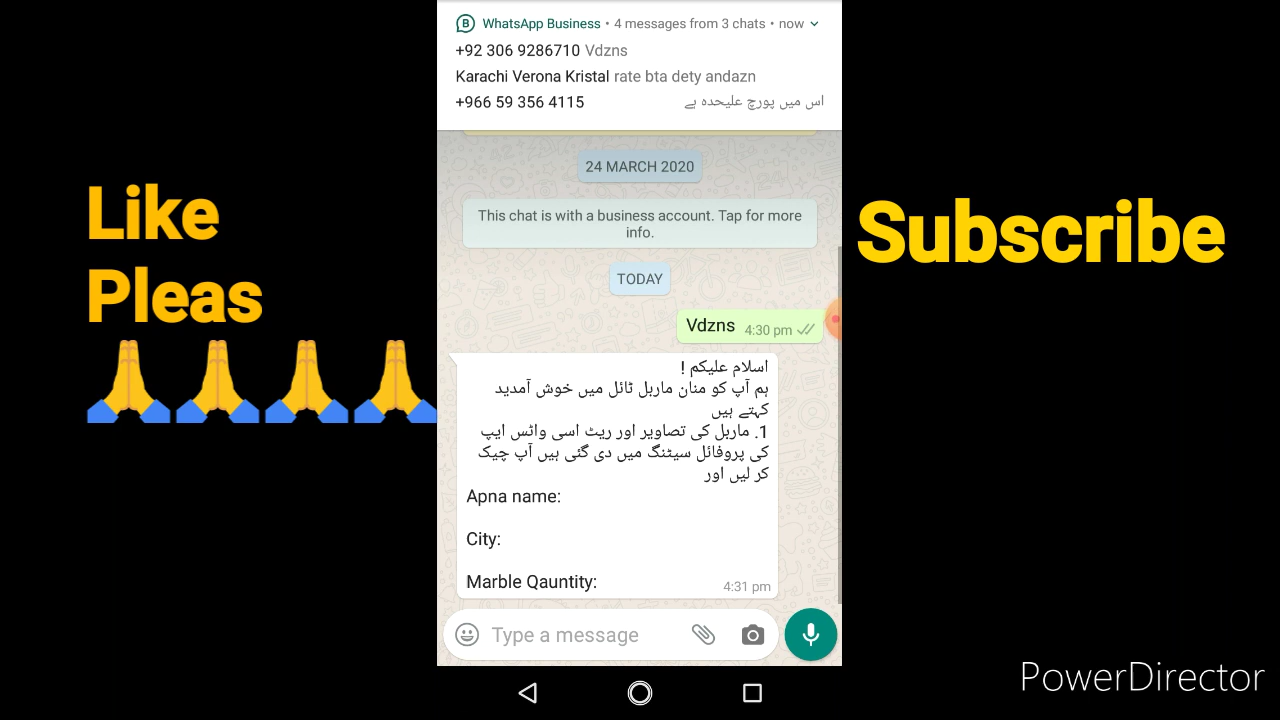 WhatsApp Business • 4 messages from 3 chats • now
+92 306 9286710 Vdzns
Karachi Verona Kristal rate bta dety andazn
+966 59 356 4115 اس میں پورچ علیحدہ ہے
24 MARCH 2020
This chat is with a business account. Tap for more
info.
TODAY
Vdzns 4:30 pm
اسلام علیکم !
ہم آپ کو منان ماربل ٹائل میں خوش آمدید
کہتے ہیں
1. ماربل کی تصاویر اور ریٹ اسی واٹس ایپ
کی پروفائل سیٹنگ میں دی گئی ہیں آپ چیک
کر لیں اور
Apna name:
City:
Marble Qauntity:
4:31 pm
Type a message
Like
Pleas
Subscribe
PowerDirector